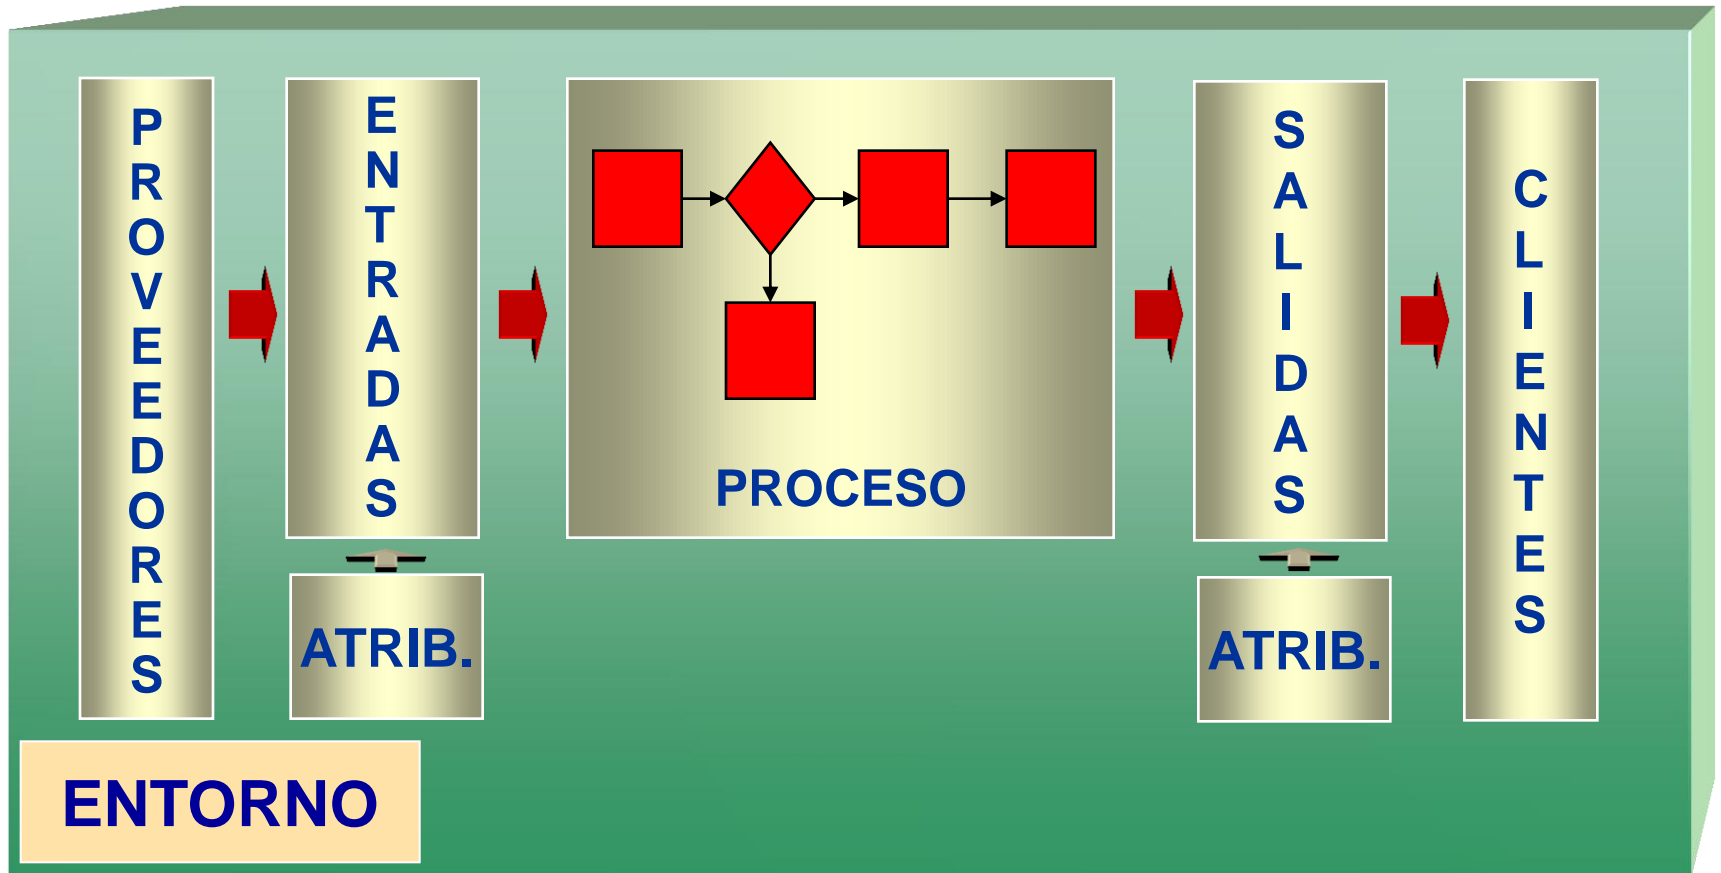 PROVEEDORES
ENTRADAS
PROCESO
SALIDAS
CLIENTES
ATRIB.
ATRIB.
ENTORNO